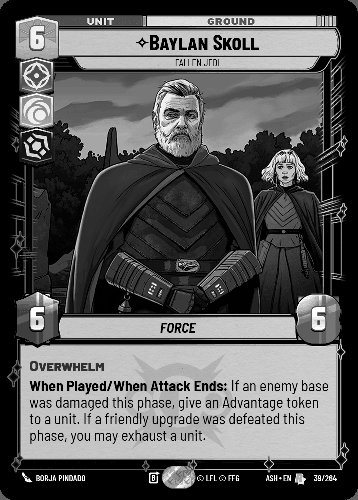 UNIT
GROUND
6
✧BAYLAN SKOLL
FALLEN JEDI
6
6
FORCE
OVERWHELM
When Played/When Attack Ends: If an enemy base
was damaged this phase, give an Advantage token
to a unit. If a friendly upgrade was defeated this
phase, you may exhaust a unit.
BORJA PINDADO
© LFL © FFG
ASH • EN
39/264